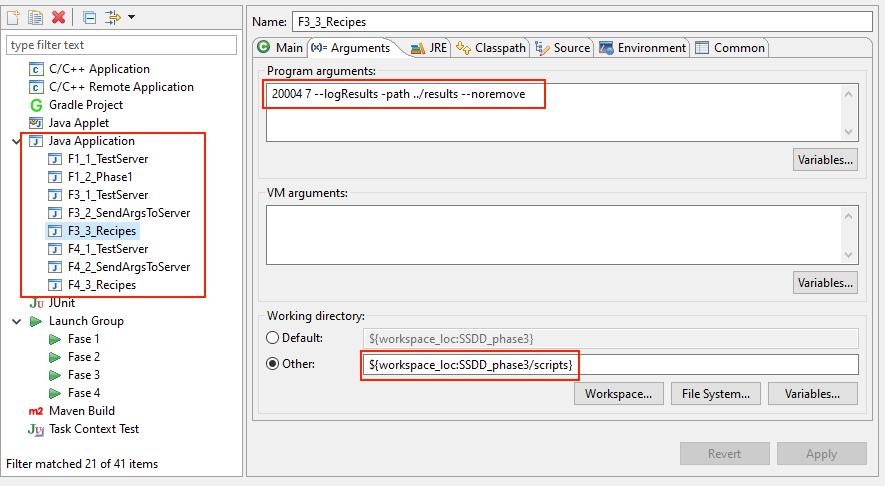 type filter text
C/C++ Application
C/C++ Remote Application
Gradle Project
Java Applet
Java Application
F1_1_TestServer
F1_2_Phase1
F3_1_TestServer
F3_2_SendArgsToServer
F3_3_Recipes
F4_1_TestServer
F4_2_SendArgsToServer
F4_3_Recipes
JUnit
Launch Group
Fase 1
Fase 2
Fase 3
Fase 4
m2 Maven Build
Task Context Test
Filter matched 21 of 41 items
Name: F3_3_Recipes
Main (x)= Arguments JRE Classpath Source Environment Common
Program arguments:
20004 7 --logResults -path ../results --noremove
Variables...
VM arguments:
Variables...
Working directory:
Default: ${workspace_loc:SSDD_phase3}
Other: ${workspace_loc:SSDD_phase3/scripts}
Workspace... File System... Variables...
Revert Apply